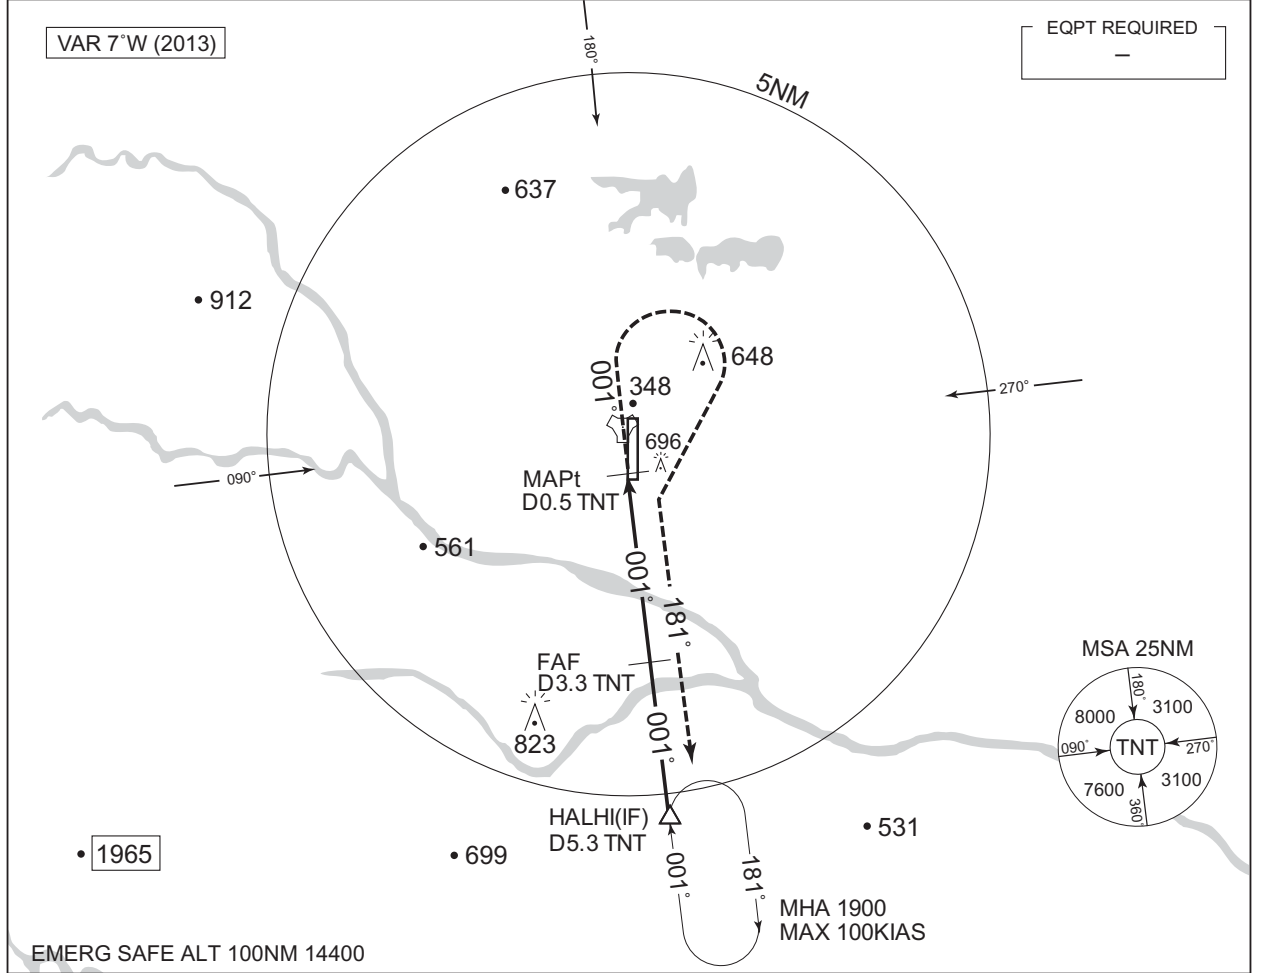 VAR 7˚W (2013)
EQPT REQUIRED
–
180°
5NM
637
912
648
001°
348
270°
696
090°
MAPt
D0.5 TNT
561
001°
181°
FAF
D3.3 TNT
MSA 25NM
180°
8000
3100
TNT
090°
270°
7600
3100
360°
001°
823
HALHI(IF)
D5.3 TNT
531
1965
699
001°
181°
MHA 1900
MAX 100KIAS
EMERG SAFE ALT 100NM 14400